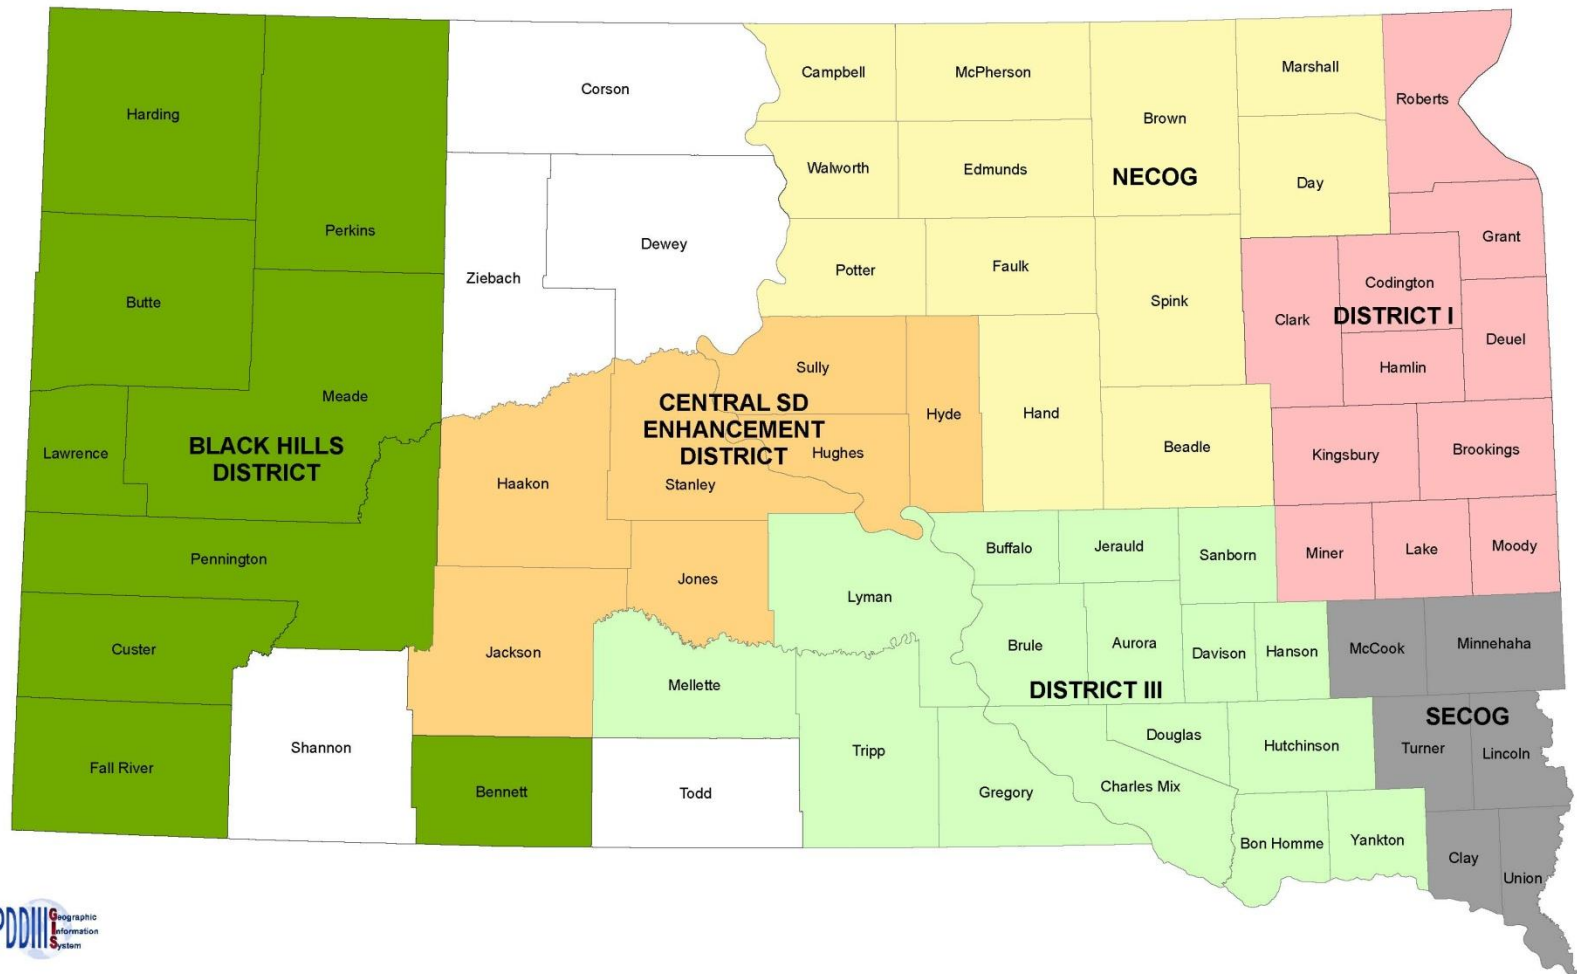 Harding
Perkins
Butte
Meade
Lawrence
BLACK HILLS
DISTRICT
Pennington
Custer
Fall River
Shannon
Bennett
Corson
Ziebach
Dewey
Todd
Haakon
Stanley
Sully
Hyde
Hughes
CENTRAL SD
ENHANCEMENT
DISTRICT
Jones
Jackson
Campbell
McPherson
Brown
Marshall
Walworth
Edmunds
NECOG
Day
Potter
Faulk
Spink
Hand
Beadle
Roberts
Grant
Codington
Clark
DISTRICT I
Deuel
Hamlin
Kingsbury
Brookings
Miner
Lake
Moody
Lyman
Buffalo
Jerauld
Sanborn
Brule
Aurora
Davison
Hanson
DISTRICT III
Mellette
Tripp
Gregory
Douglas
Charles Mix
Hutchinson
Bon Homme
Yankton
McCook
Minnehaha
SECOG
Turner
Lincoln
Clay
Union
PDDIII
Geographic
Information
System